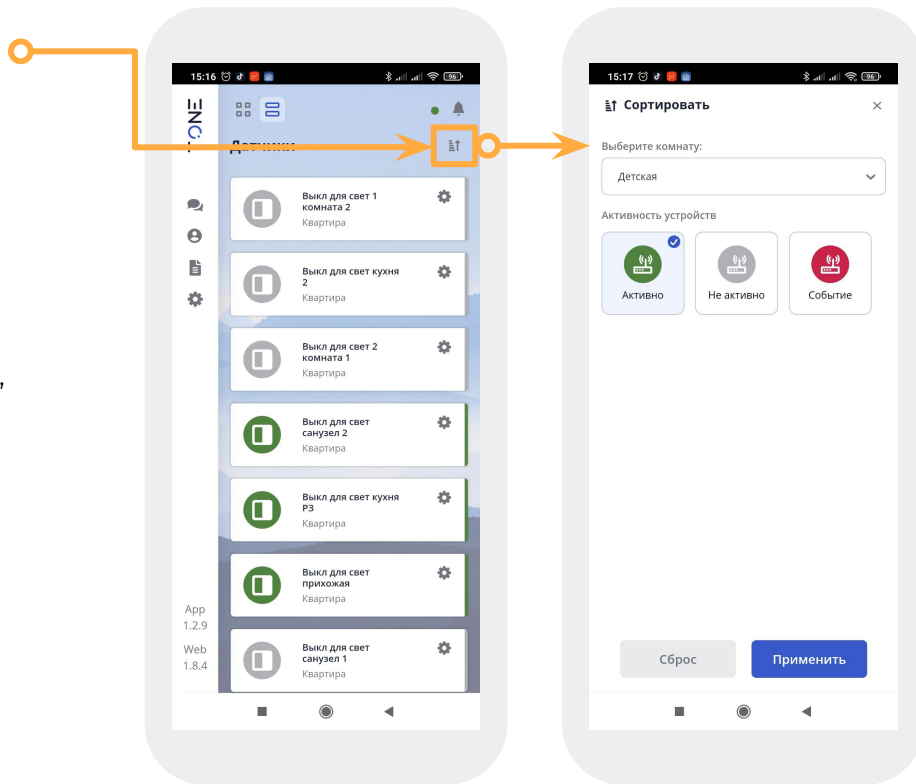 15:16
96
ENG
Датчики
Выкл для свет 1
комната 2
Квартира
Выкл для свет кухня
2
Квартира
Выкл для свет 2
комната 1
Квартира
Выкл для свет
санузел 2
Квартира
Выкл для свет кухня
РЗ
Квартира
Выкл для свет
прихожая
Квартира
Выкл для свет
санузел 1
Квартира
App
1.2.9
Web
1.8.4
,
15:17
96
Сортировать
Выберите комнату:
Детская
Активность устройств
Активно
Не активно
Событие
Сброс
Применить